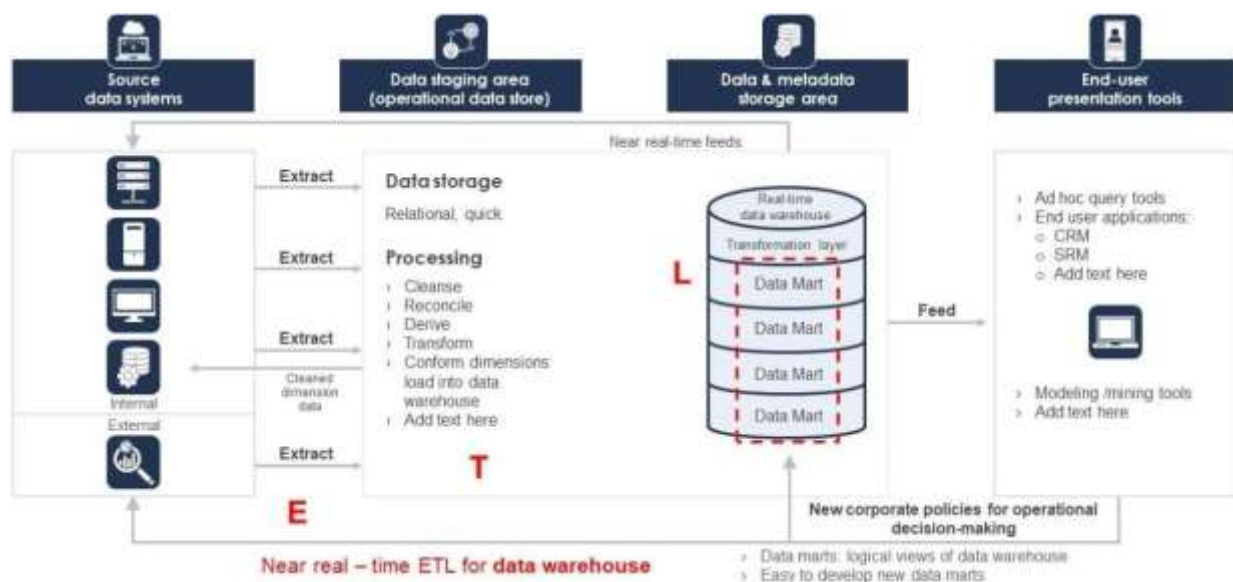 Source
data systems
Data staging area
(operational data store)
Data & metadata
storage area
End-user
presentation tools
Near real-time feeds
Extract
Extract
Extract
Cleaned
dimension
data
Internal
External
Extract
E
Data storage
Relational, quick
Processing
› Cleanse
› Reconcile
› Derive
› Transform
› Conform dimensions
load into data
warehouse
› Add text here
T
L
Real-time
data warehouse
Transformation layer
Data Mart
Data Mart
Data Mart
Data Mart
Feed
› Ad hoc query tools
› End user applications:
o CRM
o SRM
o Add text here
› Modeling /mining tools
› Add text here
New corporate policies for operational
decision-making
› Data marts: logical views of data warehouse
› Easy to develop new data marts
Near real – time ETL for data warehouse